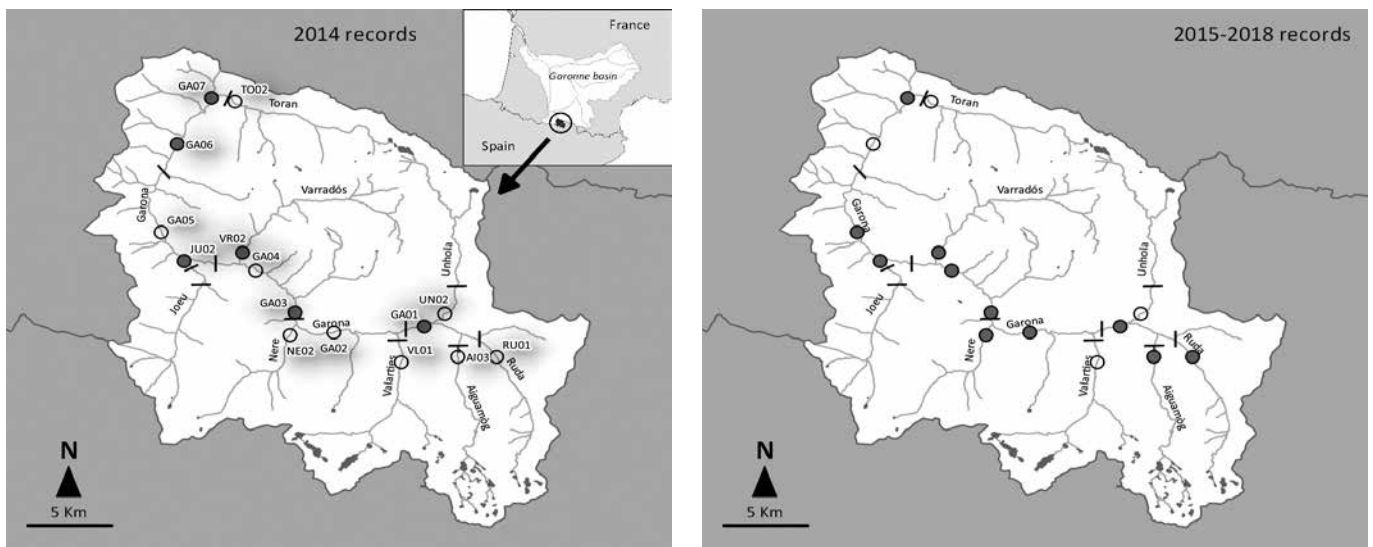 2014 records
France
Garonne basin
Spain
GA07
TO02
Toran
GA06
Varradós
Garona
GA05
VR02
JU02
GA04
Unhola
Joeu
GA03
UN02
GA01
Garona
NE02
GA02
Nere
VL01
AI03
RU01
Ruda
Valarties
Aiguamòg
N
5 Km
2015-2018 records
Toran
Varradós
Garona
Unhola
Joeu
Garona
Nere
Ruda
Valarties
Aiguamòg
N
5 Km